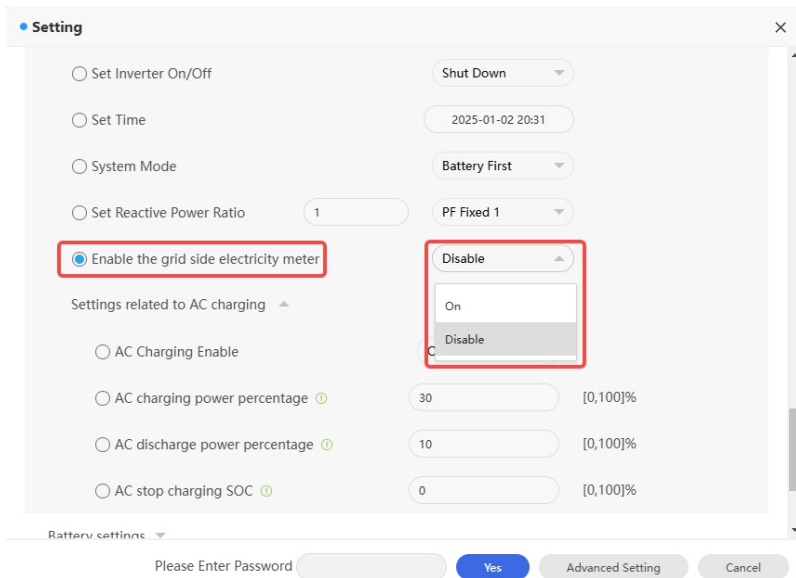 Setting
Set Inverter On/Off Shut Down
Set Time 2025-01-02 20:31
System Mode Battery First
Set Reactive Power Ratio 1 PF Fixed 1
Enable the grid side electricity meter Disable
Settings related to AC charging On
Disable
AC Charging Enable
AC charging power percentage 30 [0,100]%
AC discharge power percentage 10 [0,100]%
AC stop charging SOC 0 [0,100]%
Battery settings
Please Enter Password Yes Advanced Setting Cancel